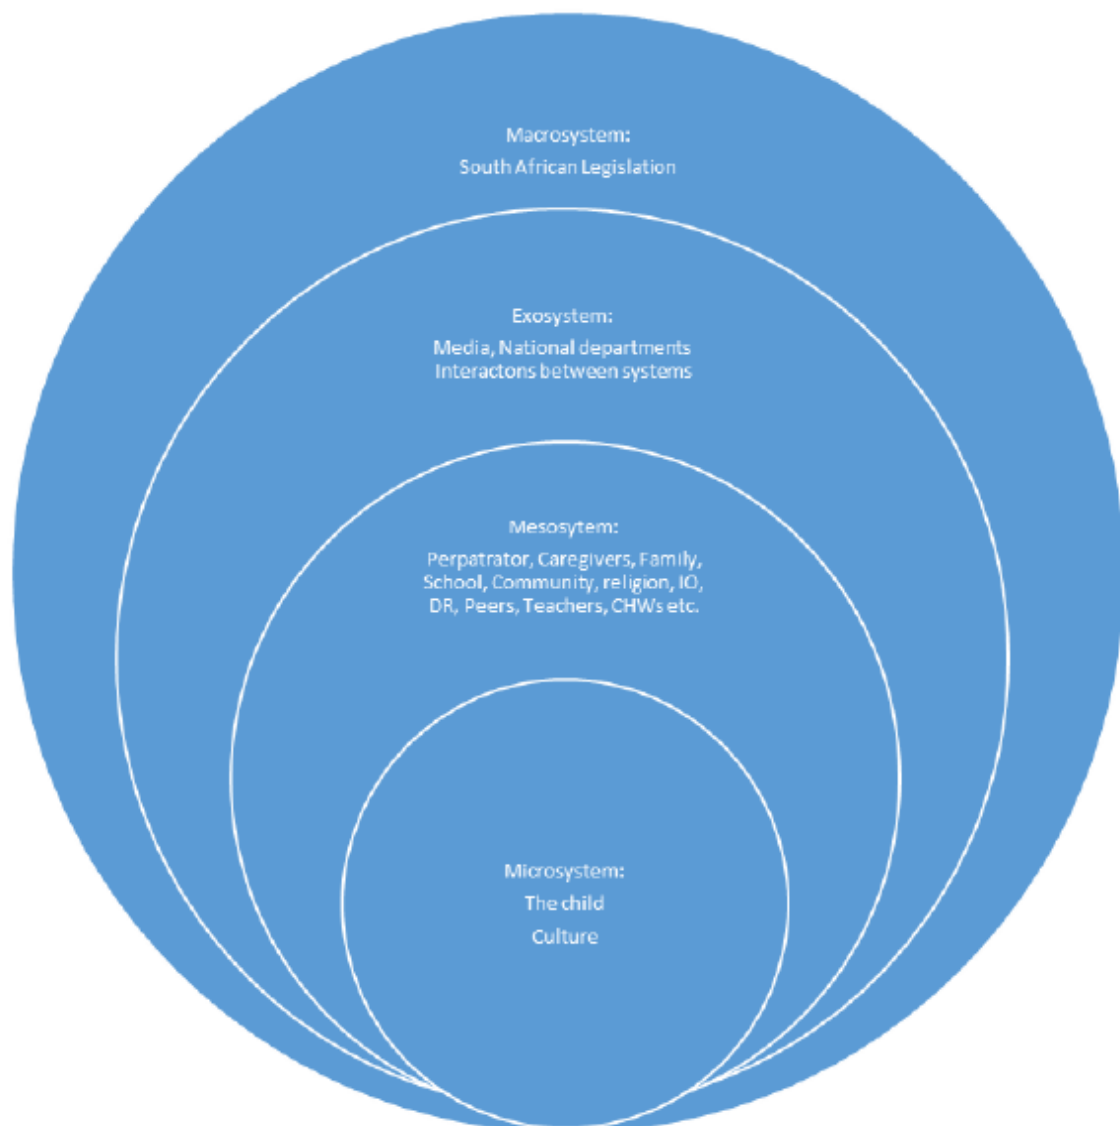 Macrosystem:
South African Legislation
Exosystem:
Media, National departments
Interactons between systems
Mesosytem:
Perpatrator, Caregivers, Family,
School, Community, religion, IO,
DR, Peers, Teachers, CHWs etc.
Microsystem:
The child
Culture